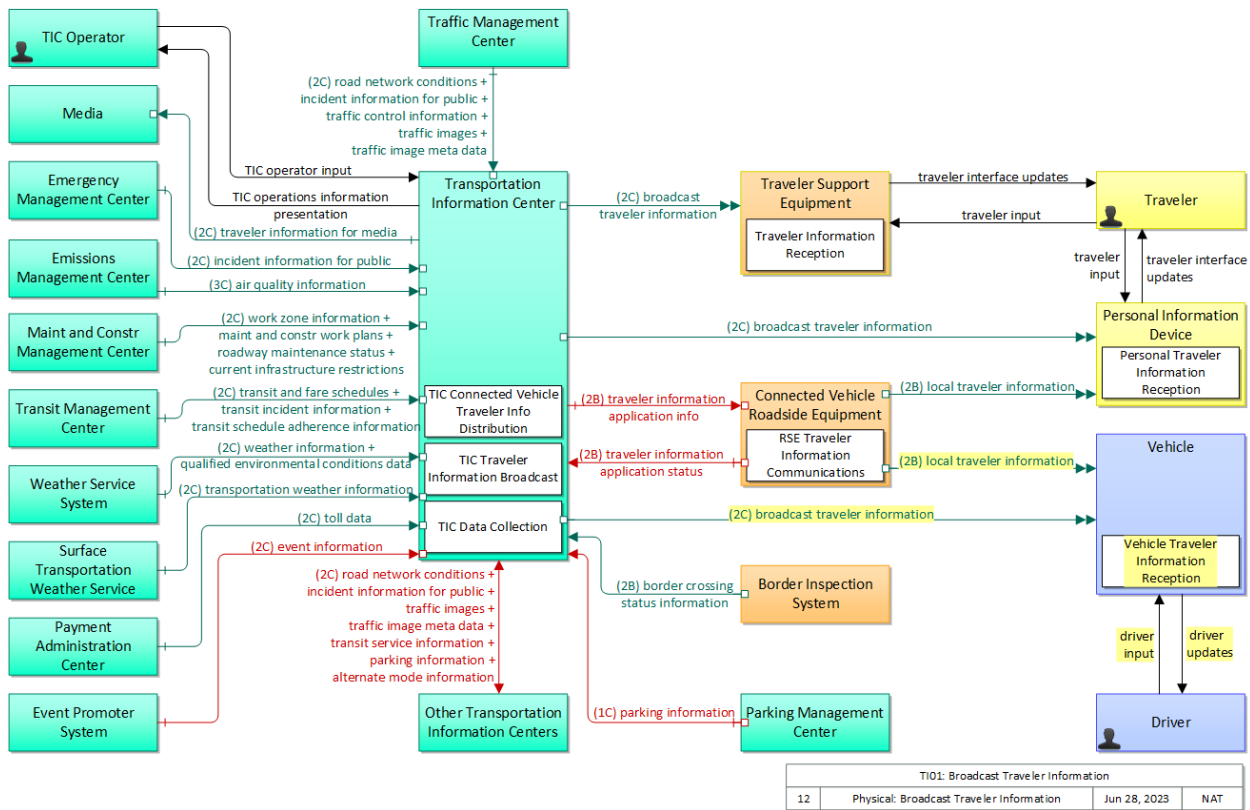 TIC Operator
Traffic Management
Center
Media
(2C) road network conditions +
incident information for public +
traffic control information +
traffic images +
traffic image meta data
Emergency
Management Center
TIC operator input
TIC operations information
presentation
(2C) traveler information for media
Transportation
Information Center
(2C) broadcast
traveler information
Traveler Support
Equipment
Traveler Information
Reception
traveler interface updates
traveler input
Traveler
Emissions
Management Center
(2C) incident information for public
(3C) air quality information
traveler
input
traveler interface
updates
Maint and Constr
Management Center
(2C) work zone information +
maint and constr work plans +
roadway maintenance status +
current infrastructure restrictions
(2C) broadcast traveler information
Personal Information
Device
Personal Traveler
Information
Reception
Transit Management
Center
(2C) transit and fare schedules +
transit incident information +
transit schedule adherence information
TIC Connected Vehicle
Traveler Info
Distribution
(2B) traveler information
application info
Connected Vehicle
Roadside Equipment
RSE Traveler
Information
Communications
(2B) local traveler information
Weather Service
System
(2C) weather information +
qualified environmental conditions data
TIC Traveler
Information Broadcast
(2B) traveler information
application status
(2B) local traveler information
Vehicle
(2C) transportation weather information
Surface
Transportation
Weather Service
(2C) toll data
TIC Data Collection
(2C) broadcast traveler information
Vehicle Traveler
Information
Reception
(2C) event information
(2B) border crossing
status information
Border Inspection
System
Payment
Administration
Center
(2C) road network conditions +
incident information for public +
traffic images +
traffic image meta data +
transit service information +
parking information +
alternate mode information
driver
input
driver
updates
Event Promoter
System
Other Transportation
Information Centers
(1C) parking information
Parking Management
Center
Driver
TI01: Broadcast Traveler Information
12 Physical: Broadcast Traveler Information Jun 28, 2023 NAT